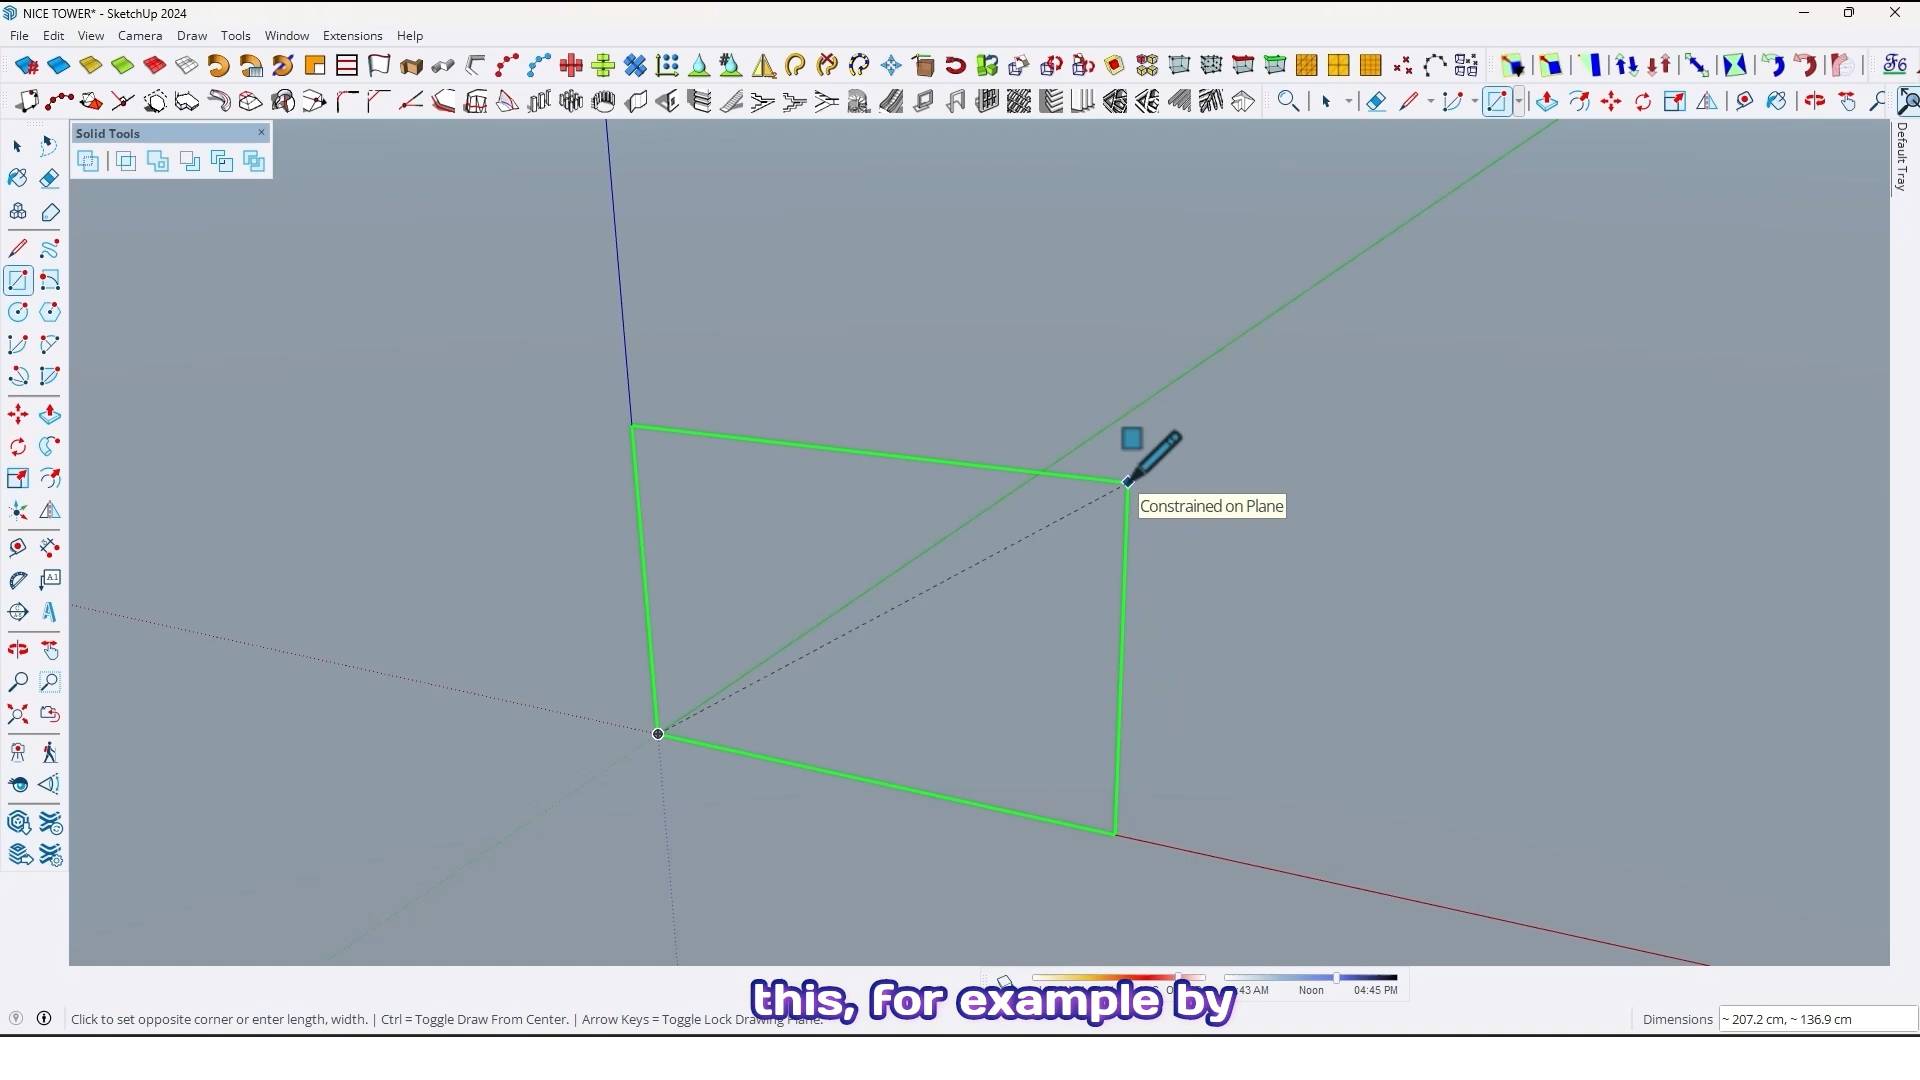 NICE TOWER* - SketchUp 2024
File Edit View Camera Draw Tools Window Extensions Help
Solid Tools
Default Tray
Constrained on Plane
A1
:43 AM Noon 04:45 PM
this, for example by
Click to set opposite corner or enter length, width. | Ctrl = Toggle Draw From Center. | Arrow Keys = Toggle Lock Drawing Plane.
Dimensions ~ 207.2 cm, ~ 136.9 cm